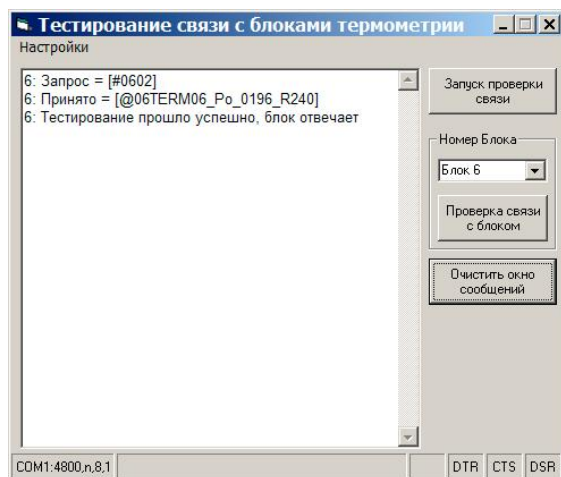 Тестирование связи с блоками термометрии
Настройки
6: Запрос = [#0602]
6: Принято = [@06TERM06_Po_0196_R240]
6: Тестирование прошло успешно, блок отвечает
Запуск проверки
связи
Номер Блока
Блок 6
Проверка связи
с блоком
Очистить окно
сообщений
COM1:4800,n,8,1
DTR
CTS
DSR